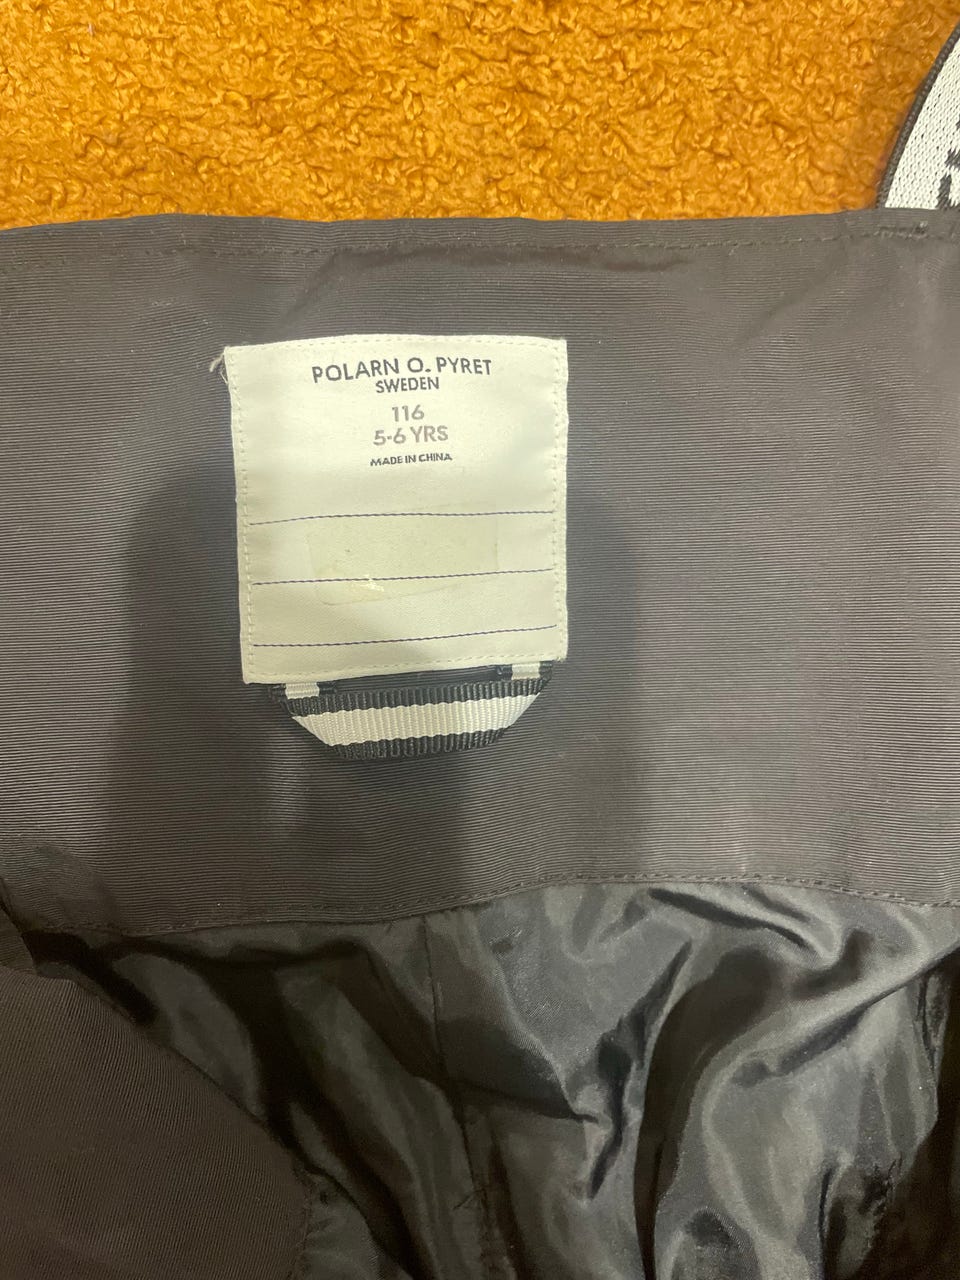 POLARN O. PYRET
SWEDEN
116
5-6 YRS
MADE IN CHINA